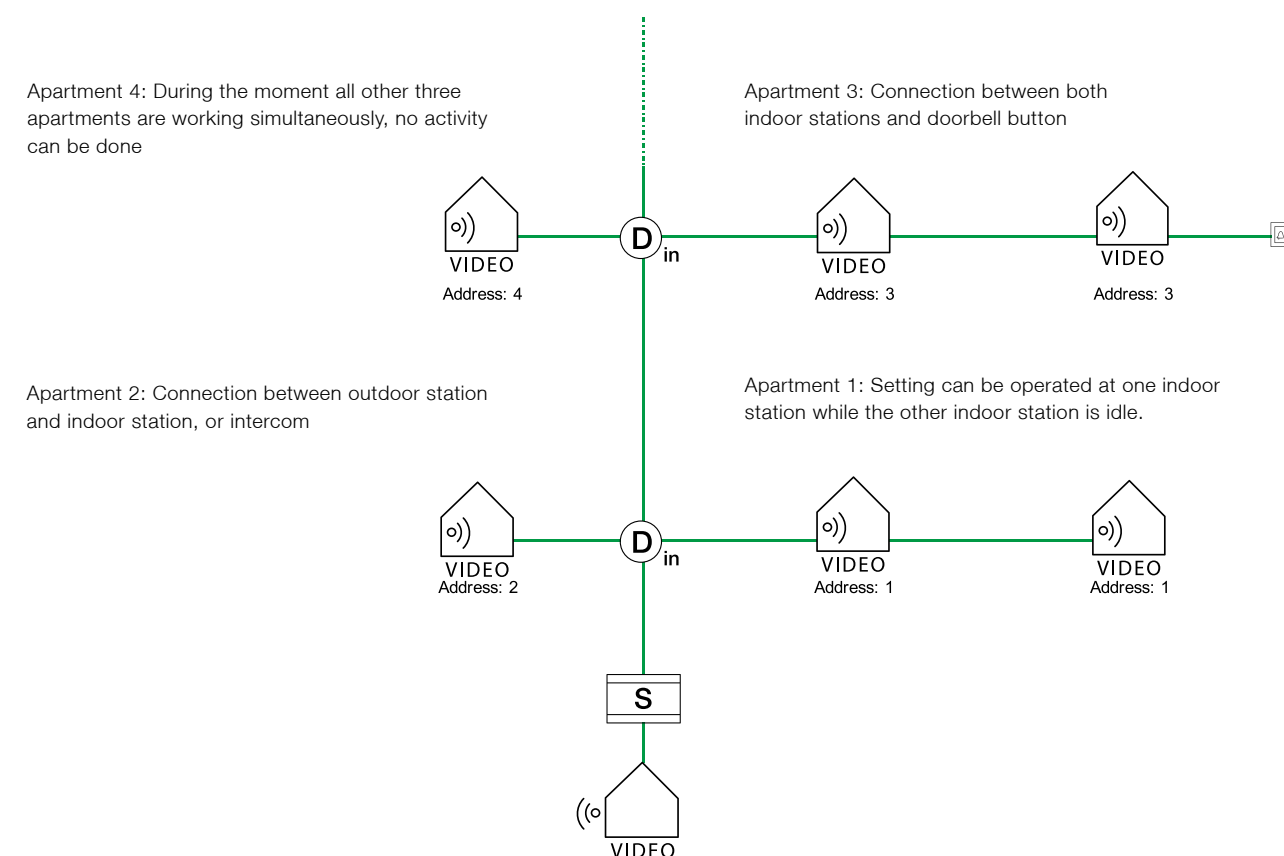 Apartment 4: During the moment all other three
apartments are working simultaneously, no activity
can be done
Apartment 3: Connection between both
indoor stations and doorbell button
D
in
VIDEO
VIDEO
VIDEO
Address: 4
Address: 3
Address: 3
Apartment 2: Connection between outdoor station
and indoor station, or intercom
Apartment 1: Setting can be operated at one indoor
station while the other indoor station is idle.
D
in
VIDEO
VIDEO
VIDEO
Address: 2
Address: 1
Address: 1
S
VIDEO